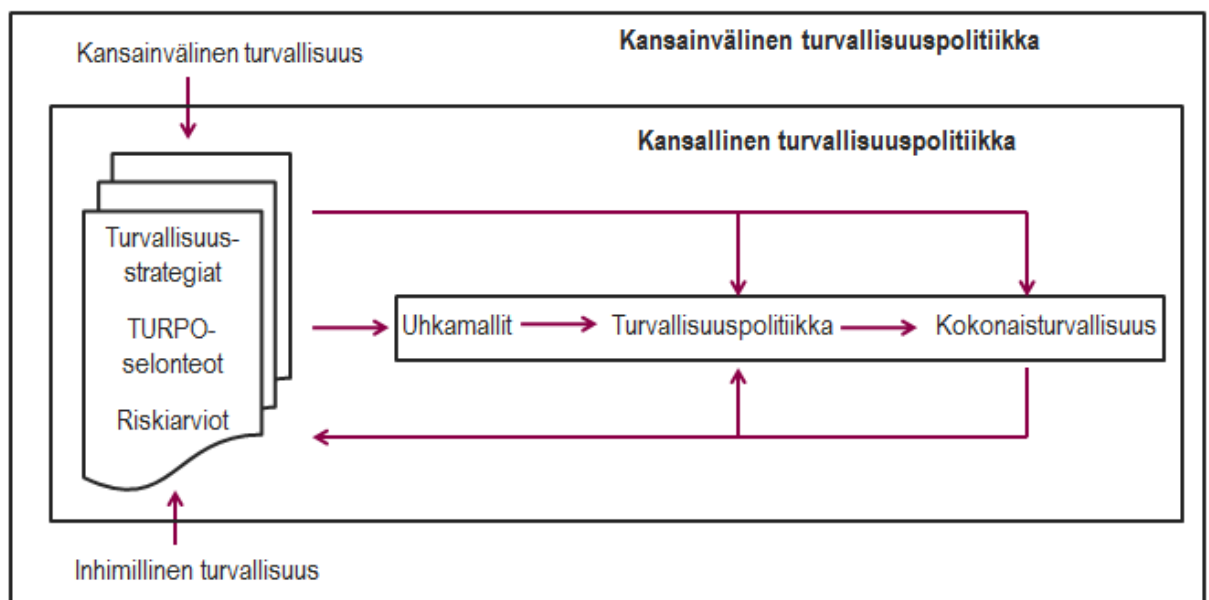 Kansainvälinen turvallisuuspolitiikka
Kansainvälinen turvallisuus
Kansallinen turvallisuuspolitiikka
Turvallisuus-
strategiat
TURPO-
selonteot
Riskiarviot
Uhkamallit
Turvallisuuspolitiikka
Kokonaisturvallisuus
Inhimillinen turvallisuus